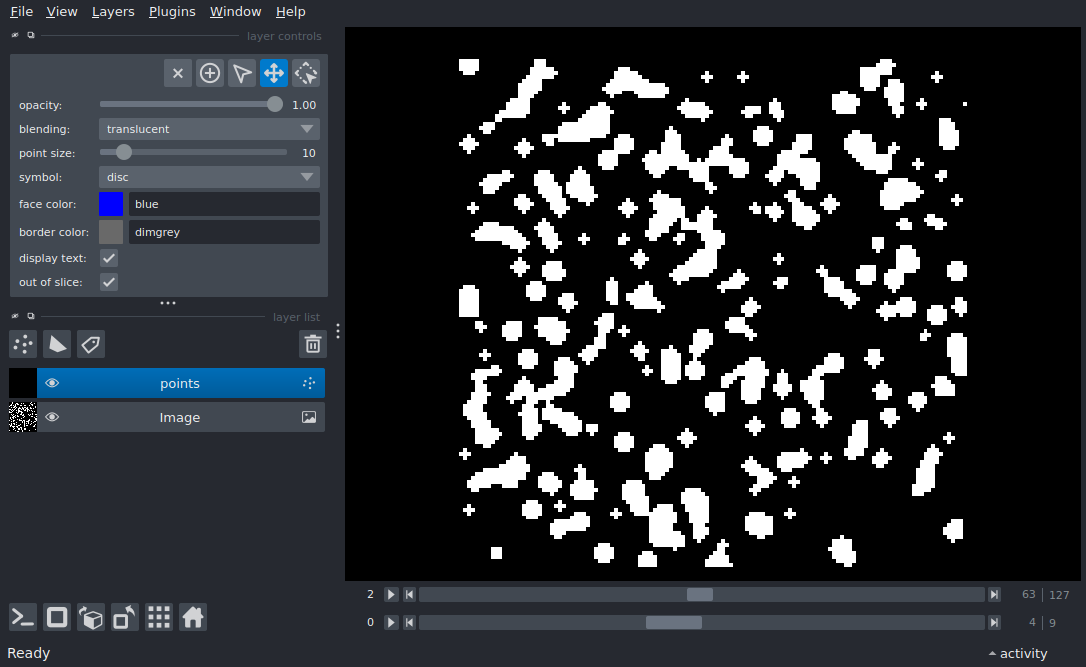 File View Layers Plugins Window Help
layer controls
opacity: 1.00
blending: translucent
point size: 10
symbol: disc
face color: blue
border color: dimgrey
display text:
out of slice:
layer list
points
Image
2 63 127
0 4 9
Ready activity